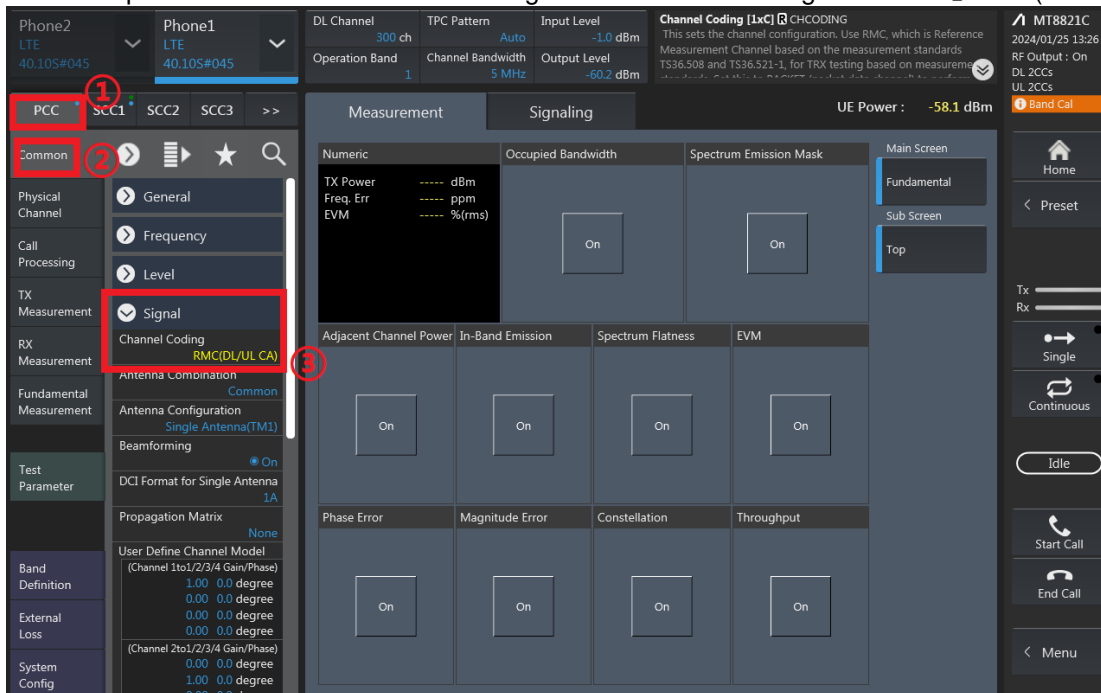 Phone2
LTE
40.10S#045
Phone1
LTE
40.10S#045
DL Channel
300 ch
TPC Pattern
Auto
Input Level
-1.0 dBm
Operation Band
1
Channel Bandwidth
5 MHz
Output Level
-60.2 dBm
Channel Coding [1xC] R CHCODING
This sets the channel configuration. Use RMC, which is Reference
Measurement Channel based on the measurement standards
TS36.508 and TS36.521-1, for TRX testing based on measureme
MT8821C
2024/01/25 13:26
RF Output : On
DL 2CCs
UL 2CCs
Band Cal
①
PCC
SCC1
SCC2
SCC3
>>
Measurement
Signaling
UE Power : -58.1 dBm
Common
②
Physical
Channel
Call
Processing
TX
Measurement
RX
Measurement
Fundamental
Measurement
Test
Parameter
Band
Definition
External
Loss
System
Config
General
Frequency
Level
Signal
Channel Coding
RMC(DL/UL CA)
③
Antenna Combination
Common
Antenna Configuration
Single Antenna(TM1)
Beamforming
On
DCI Format for Single Antenna
1A
Propagation Matrix
None
User Define Channel Model
(Channel 1to1/2/3/4 Gain/Phase)
1.00 0.0 degree
0.00 0.0 degree
0.00 0.0 degree
0.00 0.0 degree
(Channel 2to1/2/3/4 Gain/Phase)
0.00 0.0 degree
1.00 0.0 degree
Numeric
TX Power ----- dBm
Freq. Err ----- ppm
EVM ----- %(rms)
Occupied Bandwidth
On
Spectrum Emission Mask
On
Main Screen
Fundamental
Sub Screen
Top
Adjacent Channel Power
On
In-Band Emission
On
Spectrum Flatness
On
EVM
On
Phase Error
On
Magnitude Error
On
Constellation
On
Throughput
On
Home
< Preset
Tx
Rx
Single
Continuous
Idle
Start Call
End Call
< Menu